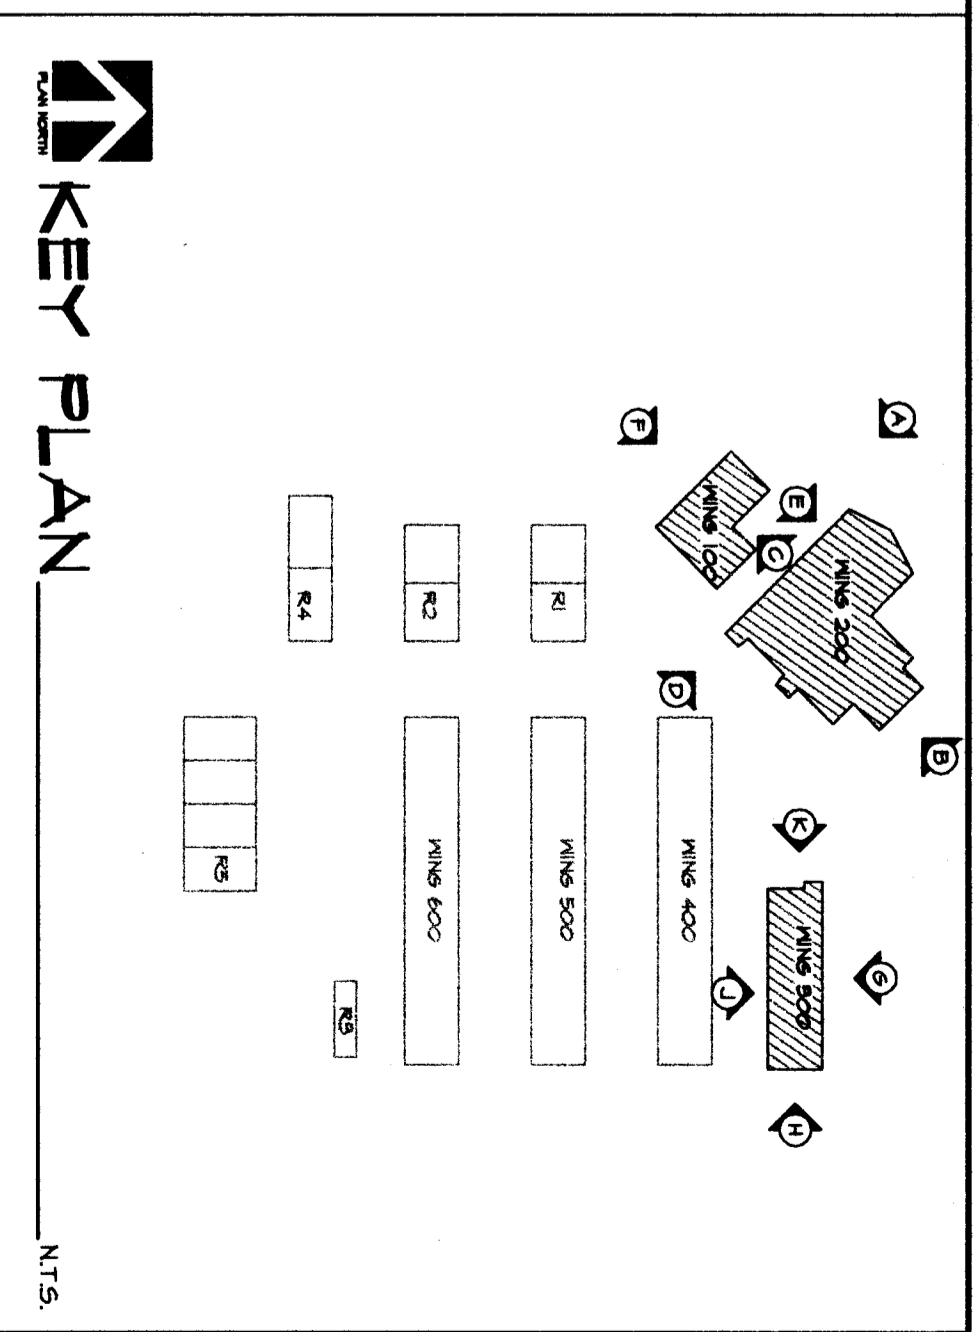 A
B
G
WING 200
K
WING 300
H
E
C
J
WING 100
D
WING 400
F
R1
WING 500
R2
WING 600
R3
R4
R5
PLAN NORTH
KEY PLAN
N.T.S.